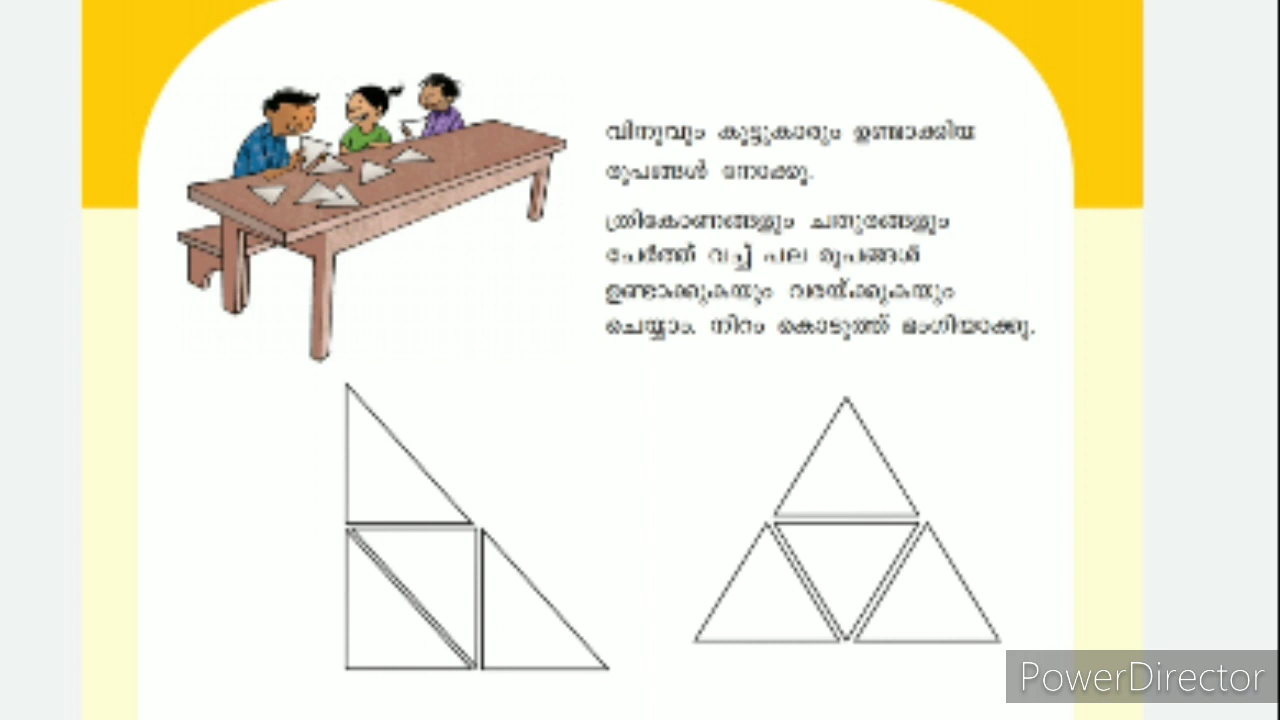 വിനുവും കൂട്ടുകാരും ഉണ്ടാക്കിയ
രൂപങ്ങൾ നോക്കൂ.
ത്രികോണങ്ങളും ചതുരങ്ങളും
ചേർത്ത് വച്ച് പല രൂപങ്ങൾ
ഉണ്ടാക്കുകയും വരയ്ക്കുകയും
ചെയ്യാം. നിറം കൊടുത്ത് ഭംഗിയാക്കൂ.
PowerDirector